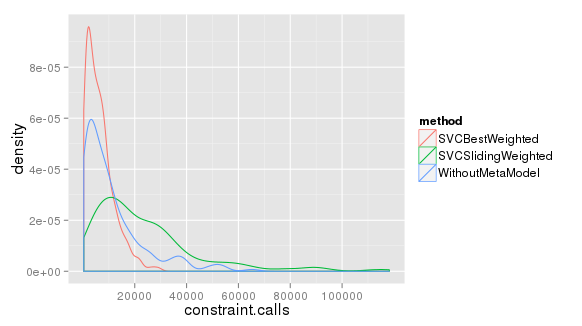 8e-05
6e-05
4e-05
2e-05
0e+00
density
20000 40000 60000 80000 100000
constraint.calls
method
SVCBestWeighted
SVCSlidingWeighted
WithoutMetaModel